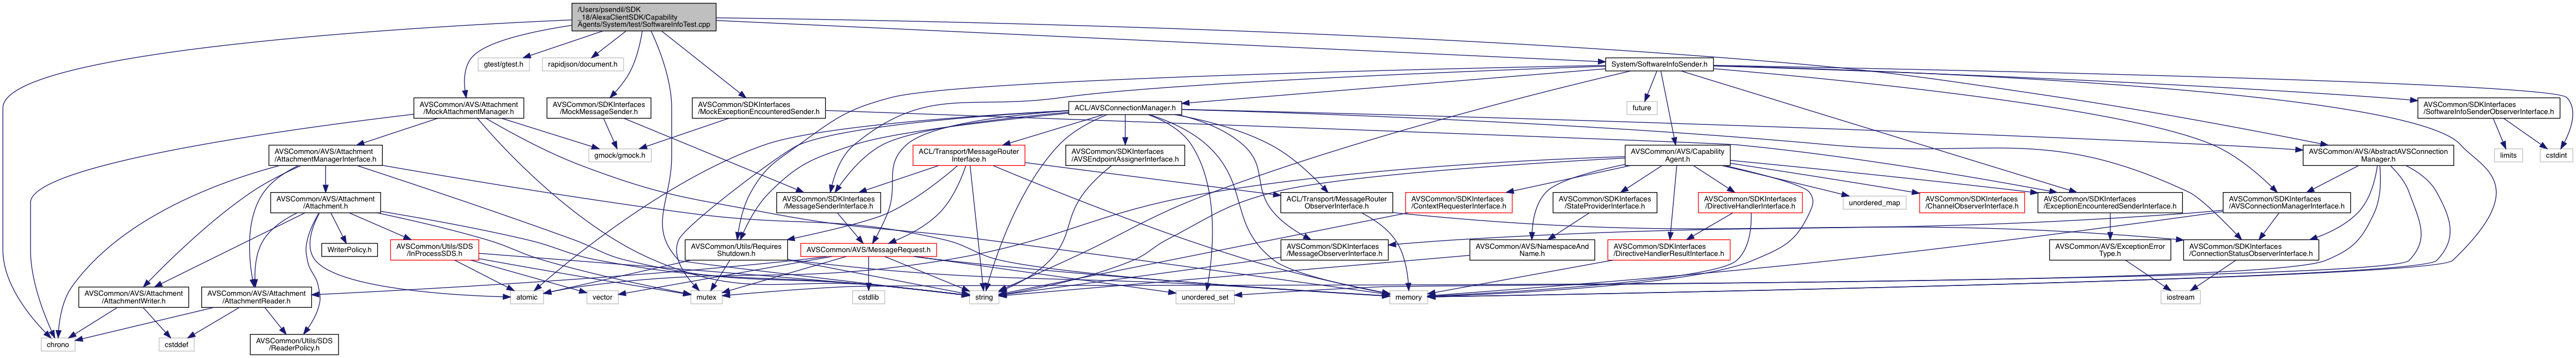 /Users/psendil/SDK
_18/AlexaClientSDK/Capability
Agents/System/test/SoftwareInfoTest.cpp
gtest/gtest.h
rapidjson/document.h
System/SoftwareInfoSender.h
AVSCommon/AVS/Attachment
/MockAttachmentManager.h
AVSCommon/SDKInterfaces
/MockMessageSender.h
AVSCommon/SDKInterfaces
/MockExceptionEncounteredSender.h
ACL/AVSConnectionManager.h
future
AVSCommon/SDKInterfaces
/SoftwareInfoSenderObserverInterface.h
AVSCommon/AVS/Attachment
/AttachmentManagerInterface.h
gmock/gmock.h
ACL/Transport/MessageRouter
Interface.h
AVSCommon/SDKInterfaces
/AVSEndpointAssignerInterface.h
AVSCommon/AVS/Capability
Agent.h
AVSCommon/AVS/AbstractAVSConnection
Manager.h
limits
cstdint
AVSCommon/AVS/Attachment
/Attachment.h
AVSCommon/SDKInterfaces
/MessageSenderInterface.h
ACL/Transport/MessageRouter
ObserverInterface.h
AVSCommon/SDKInterfaces
/ContextRequesterInterface.h
AVSCommon/SDKInterfaces
/StateProviderInterface.h
AVSCommon/SDKInterfaces
/DirectiveHandlerInterface.h
unordered_map
AVSCommon/SDKInterfaces
/ChannelObserverInterface.h
AVSCommon/SDKInterfaces
/ExceptionEncounteredSenderInterface.h
AVSCommon/SDKInterfaces
/AVSConnectionManagerInterface.h
WriterPolicy.h
AVSCommon/Utils/SDS
/InProcessSDS.h
AVSCommon/Utils/Requires
Shutdown.h
AVSCommon/AVS/MessageRequest.h
AVSCommon/SDKInterfaces
/MessageObserverInterface.h
AVSCommon/AVS/NamespaceAnd
Name.h
AVSCommon/SDKInterfaces
/DirectiveHandlerResultInterface.h
AVSCommon/AVS/ExceptionError
Type.h
AVSCommon/SDKInterfaces
/ConnectionStatusObserverInterface.h
AVSCommon/AVS/Attachment
/AttachmentWriter.h
AVSCommon/AVS/Attachment
/AttachmentReader.h
atomic
vector
mutex
cstdlib
string
unordered_set
memory
iostream
chrono
cstddef
AVSCommon/Utils/SDS
/ReaderPolicy.h